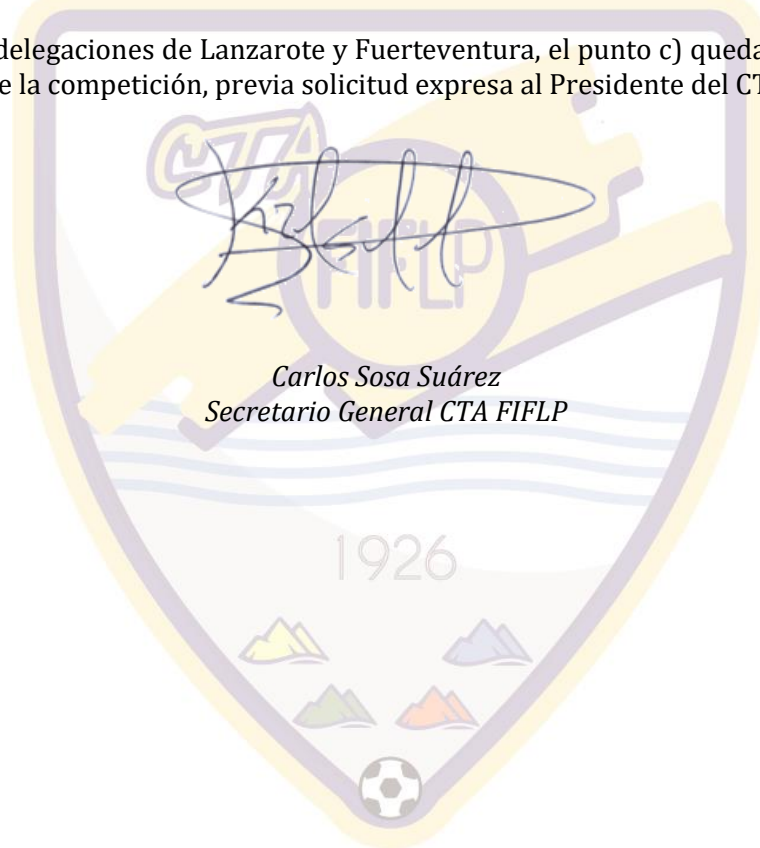 delegaciones de Lanzarote y Fuerteventura, el punto c) queda
e la competición, previa solicitud expresa al Presidente del CT
CTA
FIFLP
Carlos Sosa Suárez
Secretario General CTA FIFLP
1926